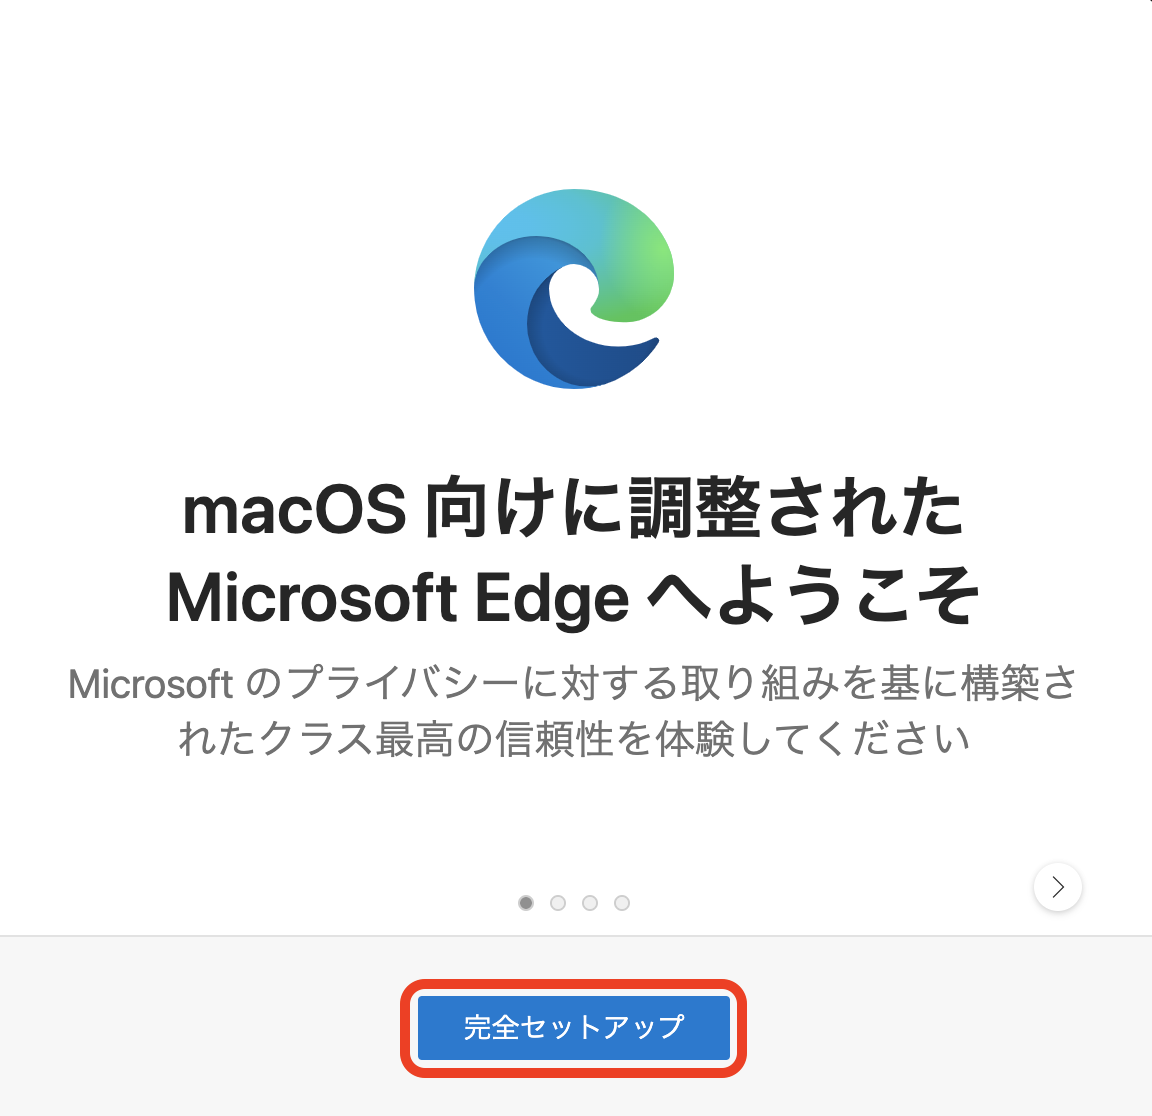 macOS 向けに調整された
Microsoft Edge へようこそ
Microsoft のプライバシーに対する取り組みを基に構築さ
れたクラス最高の信頼性を体験してください
完全セットアップ